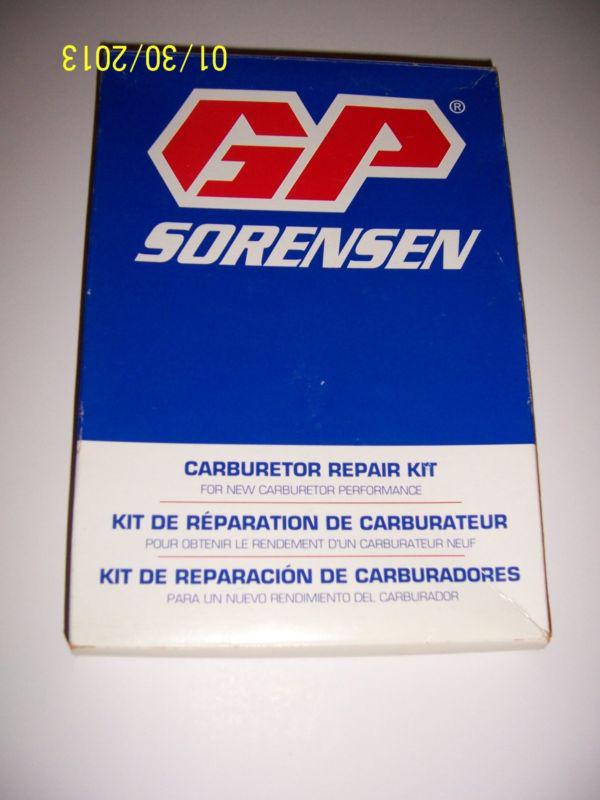 01/30/2013
GP®
SORENSEN
CARBURETOR REPAIR KIT
FOR NEW CARBURETOR PERFORMANCE
KIT DE RÉPARATION DE CARBURATEUR
POUR OBTENIR LE RENDEMENT D'UN CARBURATEUR NEUF
KIT DE REPARACIÓN DE CARBURADORES
PARA UN NUEVO RENDIMIENTO DEL CARBURADOR